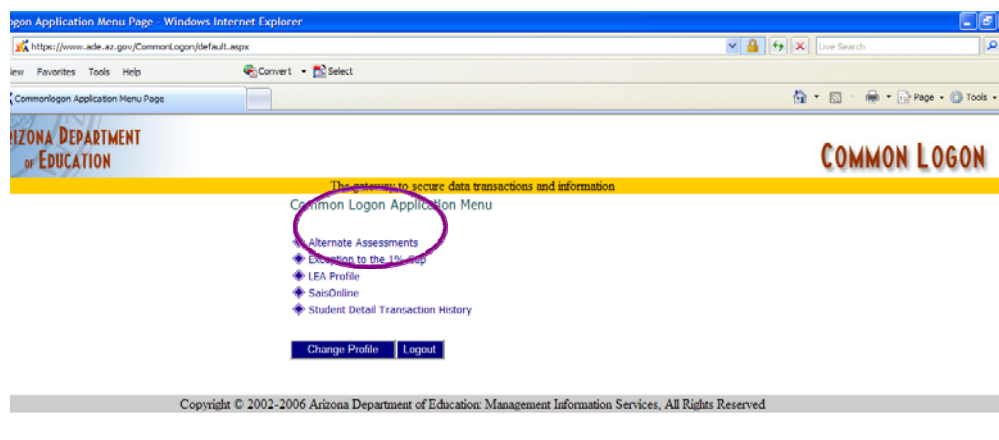 ogon Application Menu Page - Windows Internet Explorer
https://www.ade.az.gov/CommonLogon/default.aspx
Live Search
iew Favorites Tools Help
Convert Select
Commonlogon Application Menu Page
Page Tools
IZONA DEPARTMENT
OF EDUCATION
COMMON LOGON
The gateway to secure data transactions and information
Common Logon Application Menu
Alternate Assessments
Exception to the 1% Cap
LEA Profile
SaisOnline
Student Detail Transaction History
Change Profile Logout
Copyright © 2002-2006 Arizona Department of Education: Management Information Services, All Rights Reserved